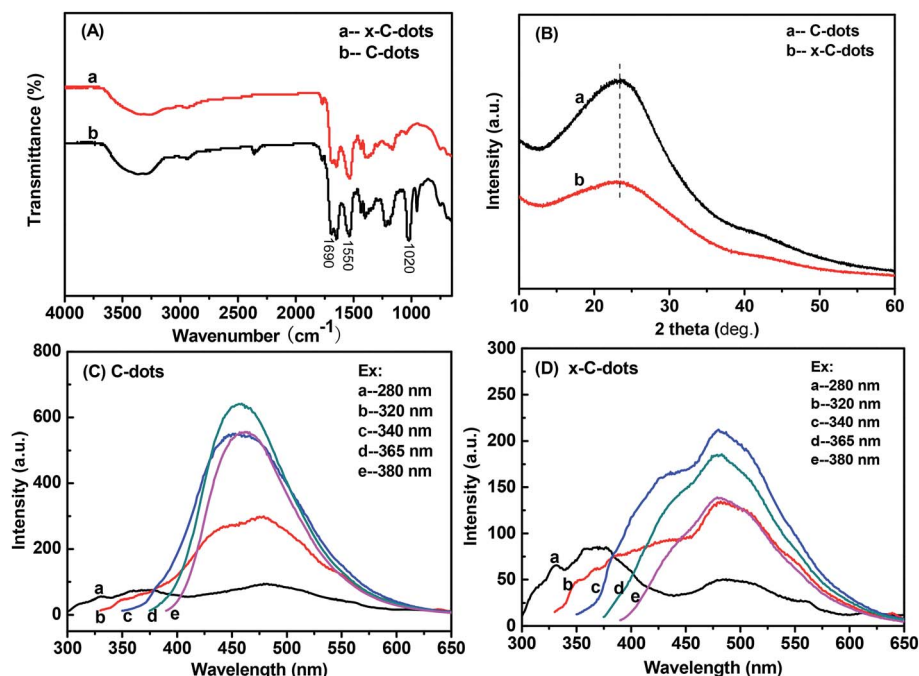 (A)
a-- x-C-dots
b-- C-dots
a
b
1690
1550
1020
Transmittance (%)
4000 3500 3000 2500 2000 1500 1000
Wavenumber (cm-1)
(B)
a-- C-dots
b-- x-C-dots
a
b
Intensity (a.u.)
10 20 30 40 50 60
2 theta (deg.)
(C) C-dots
Ex:
a--280 nm
b--320 nm
c--340 nm
d--365 nm
e--380 nm
800
600
400
200
0
a
b c d e
Intensity (a.u.)
300 350 400 450 500 550 600 650
Wavelength (nm)
(D) x-C-dots
Ex:
a--280 nm
b--320 nm
c--340 nm
d--365 nm
e--380 nm
300
250
200
150
100
50
0
a
b c d e
Intensity (a.u.)
300 350 400 450 500 550 600 650
Wavelength (nm)